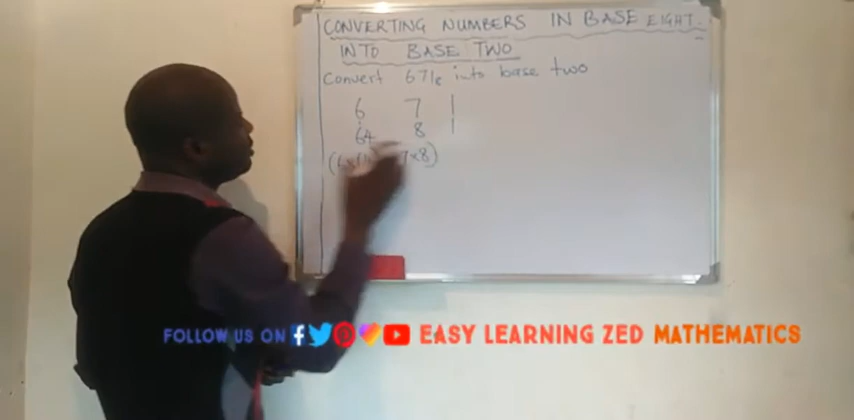 CONVERTING NUMBERS IN BASE EIGHT
INTO BASE TWO
Convert 671₈ into base two
6 7 1
64 8 1
7×8)
FOLLOW US ON EASY LEARNING ZED MATHEMATICS